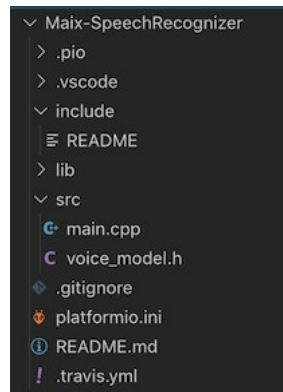 Maix-SpeechRecognizer
.pio
.vscode
include
README
lib
src
main.cpp
voice_model.h
.gitignore
platformio.ini
README.md
.travis.yml